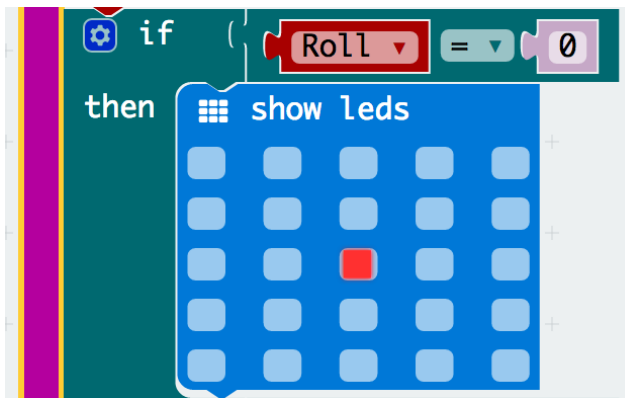 if Roll = 0
then show leds